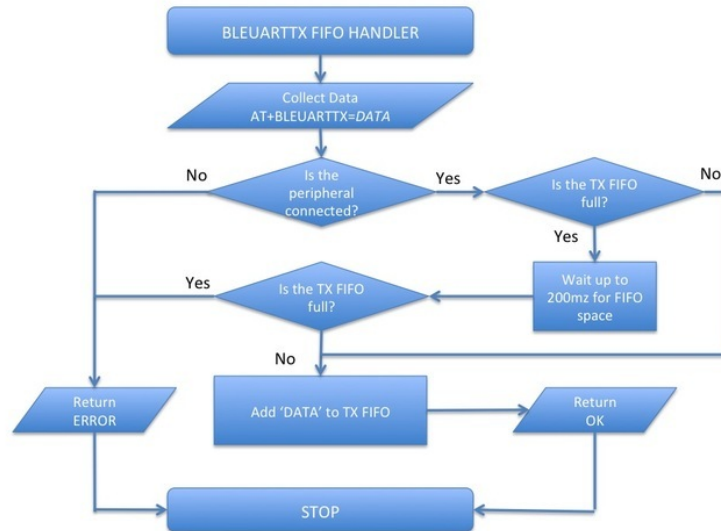 BLEUARTTX FIFO HANDLER
Collect Data
AT+BLEUARTTX=DATA
No
Is the
peripheral
connected?
Yes
Is the TX FIFO
full?
No
Yes
Wait up to
200mz for FIFO
space
Yes
Is the TX FIFO
full?
No
Return
ERROR
Add ‘DATA’ to TX FIFO
Return
OK
STOP